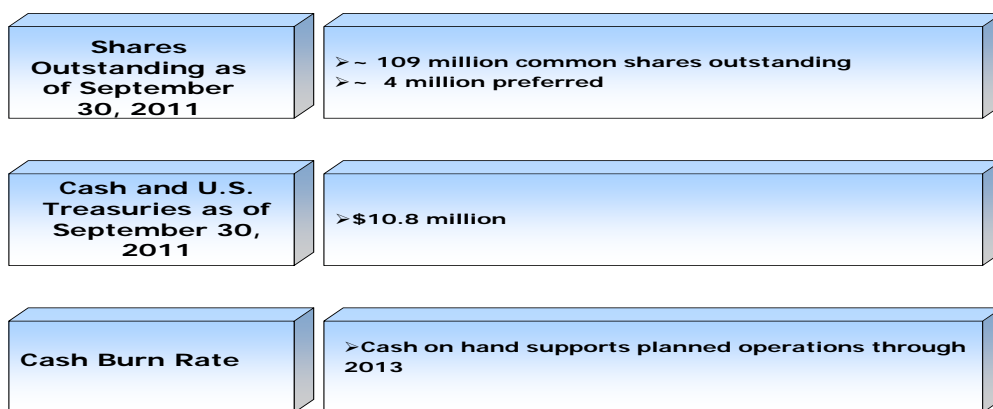 Shares
Outstanding as
of September
30, 2011
➢~ 109 million common shares outstanding
➢~ 4 million preferred
Cash and U.S.
Treasuries as of
September 30,
2011
➢$10.8 million
Cash Burn Rate
➢Cash on hand supports planned operations through
2013